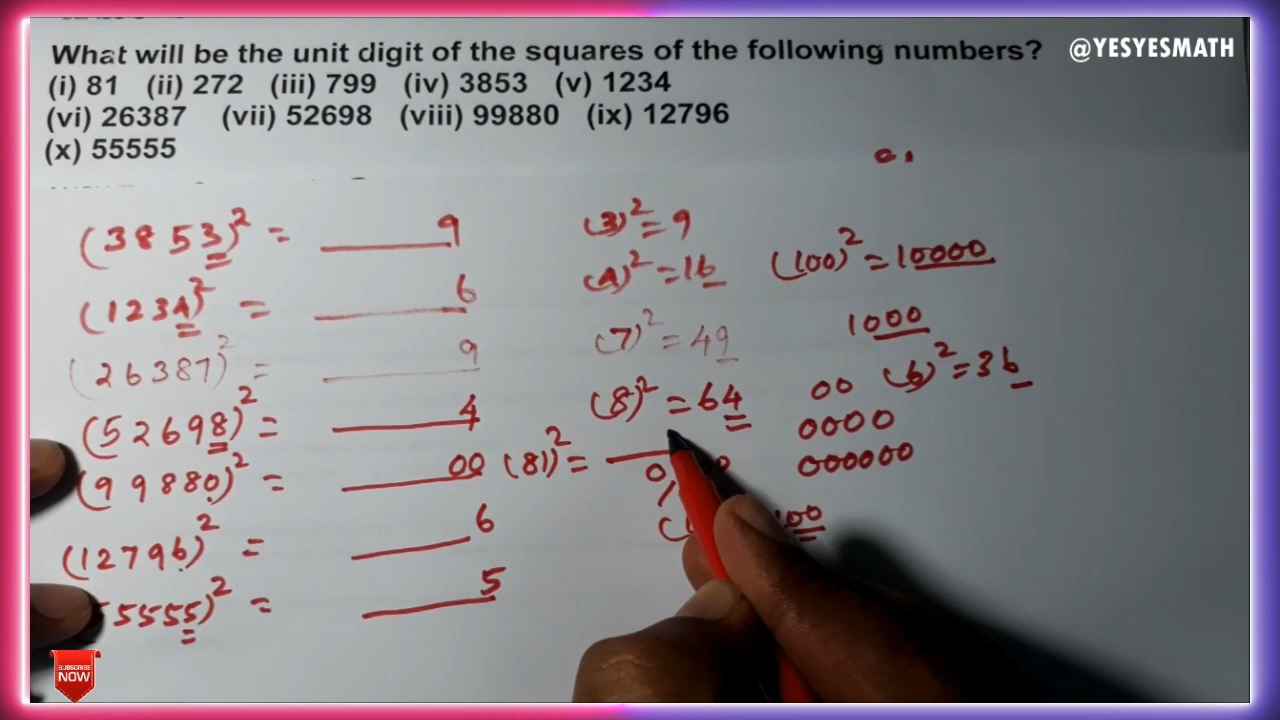 What will be the unit digit of the squares of the following numbers?
@YESYESMATH
(i) 81 (ii) 272 (iii) 799 (iv) 3853 (v) 1234
(vi) 26387 (vii) 52698 (viii) 99880 (ix) 12796
(x) 55555
(3853)² = 9
(3)² = 9
(100)² = 10000
(1234)² = 6
(4)² = 16
1000
(26387)² = 9
(7)² = 49
00
(6)² = 36
(52698)² = 4
(8)² = 64
0000
(99880)² = 00
(81)² =
000000
(12796)² = 6
5555)² = 5
SUBSCRIBE
NOW